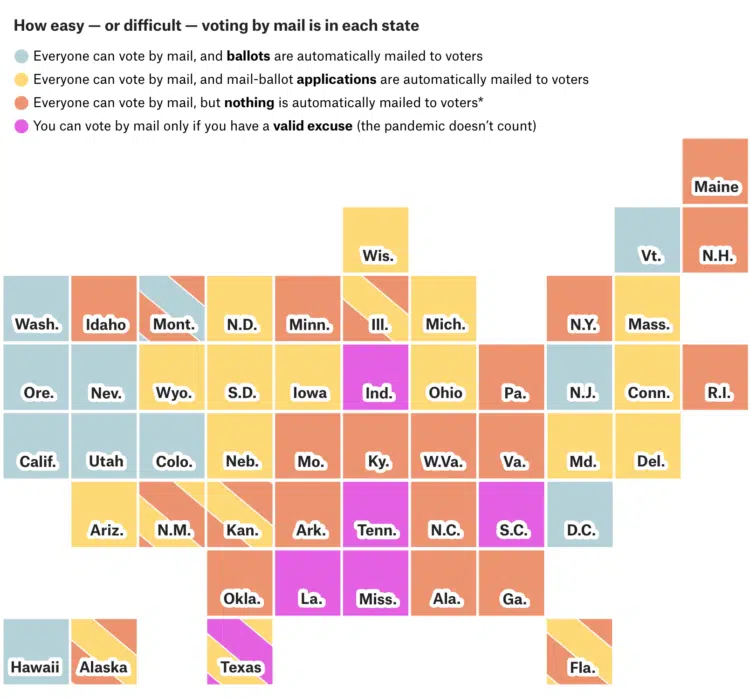 How easy — or difficult — voting by mail is in each state
Everyone can vote by mail, and ballots are automatically mailed to voters
Everyone can vote by mail, and mail-ballot applications are automatically mailed to voters
Everyone can vote by mail, but nothing is automatically mailed to voters*
You can vote by mail only if you have a valid excuse (the pandemic doesn't count)
Maine
Wis.
Vt.
N.H.
Wash.
Idaho
Mont.
N.D.
Minn.
Ill.
Mich.
N.Y.
Mass.
Ore.
Nev.
Wyo.
S.D.
Iowa
Ind.
Ohio
Pa.
N.J.
Conn.
R.I.
Calif.
Utah
Colo.
Neb.
Mo.
Ky.
W.Va.
Va.
Md.
Del.
Ariz.
N.M.
Kan.
Ark.
Tenn.
N.C.
S.C.
D.C.
Okla.
La.
Miss.
Ala.
Ga.
Hawaii
Alaska
Texas
Fla.